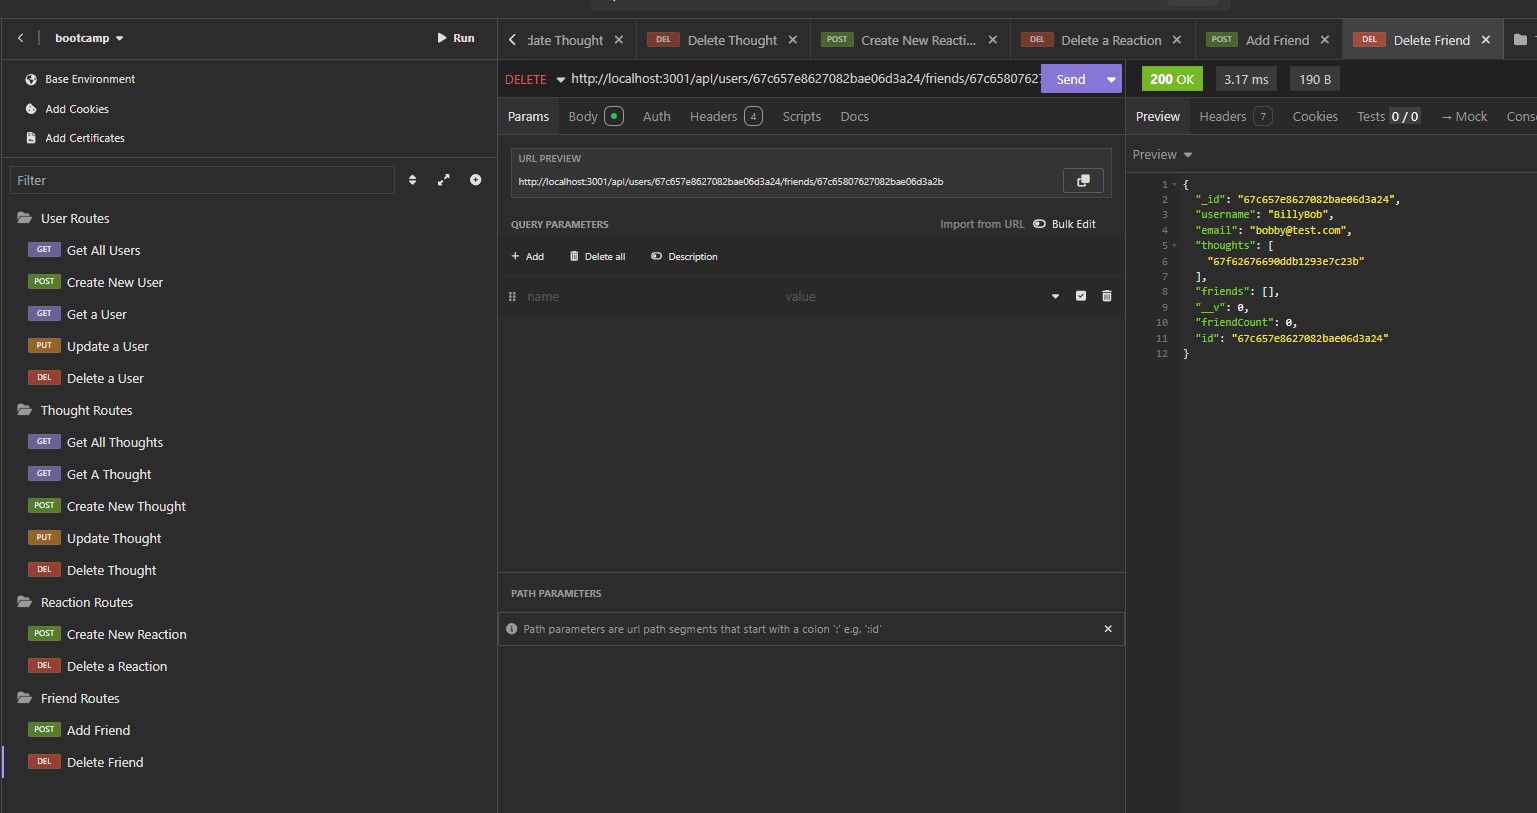 bootcamp
Run
Base Environment
Add Cookies
Add Certificates
Filter
User Routes
GET Get All Users
POST Create New User
GET Get a User
PUT Update a User
DEL Delete a User
Thought Routes
GET Get All Thoughts
GET Get A Thought
POST Create New Thought
PUT Update Thought
DEL Delete Thought
Reaction Routes
POST Create New Reaction
DEL Delete a Reaction
Friend Routes
POST Add Friend
DEL Delete Friend
date Thought
DEL Delete Thought
POST Create New Reacti...
DEL Delete a Reaction
POST Add Friend
DEL Delete Friend
DELETE http://localhost:3001/api/users/67c657e8627082bae06d3a24/friends/67c65807627 Send
Params Body Auth Headers 4 Scripts Docs
URL PREVIEW
http://localhost:3001/api/users/67c657e8627082bae06d3a24/friends/67c65807627082bae06d3a2b
QUERY PARAMETERS Import from URL Bulk Edit
+ Add Delete all Description
name value
PATH PARAMETERS
Path parameters are url path segments that start with a colon ':' e.g. ':id'
200 OK 3.17 ms 190 B
Preview Headers 7 Cookies Tests 0 / 0 → Mock Cons
Preview
1 {
2 "_id": "67c657e8627082bae06d3a24",
3 "username": "BillyBob",
4 "email": "bobby@test.com",
5 "thoughts": [
6 "67f62676690ddb1293e7c23b"
7 ],
8 "friends": [],
9 "__v": 0,
10 "friendCount": 0,
11 "id": "67c657e8627082bae06d3a24"
12 }